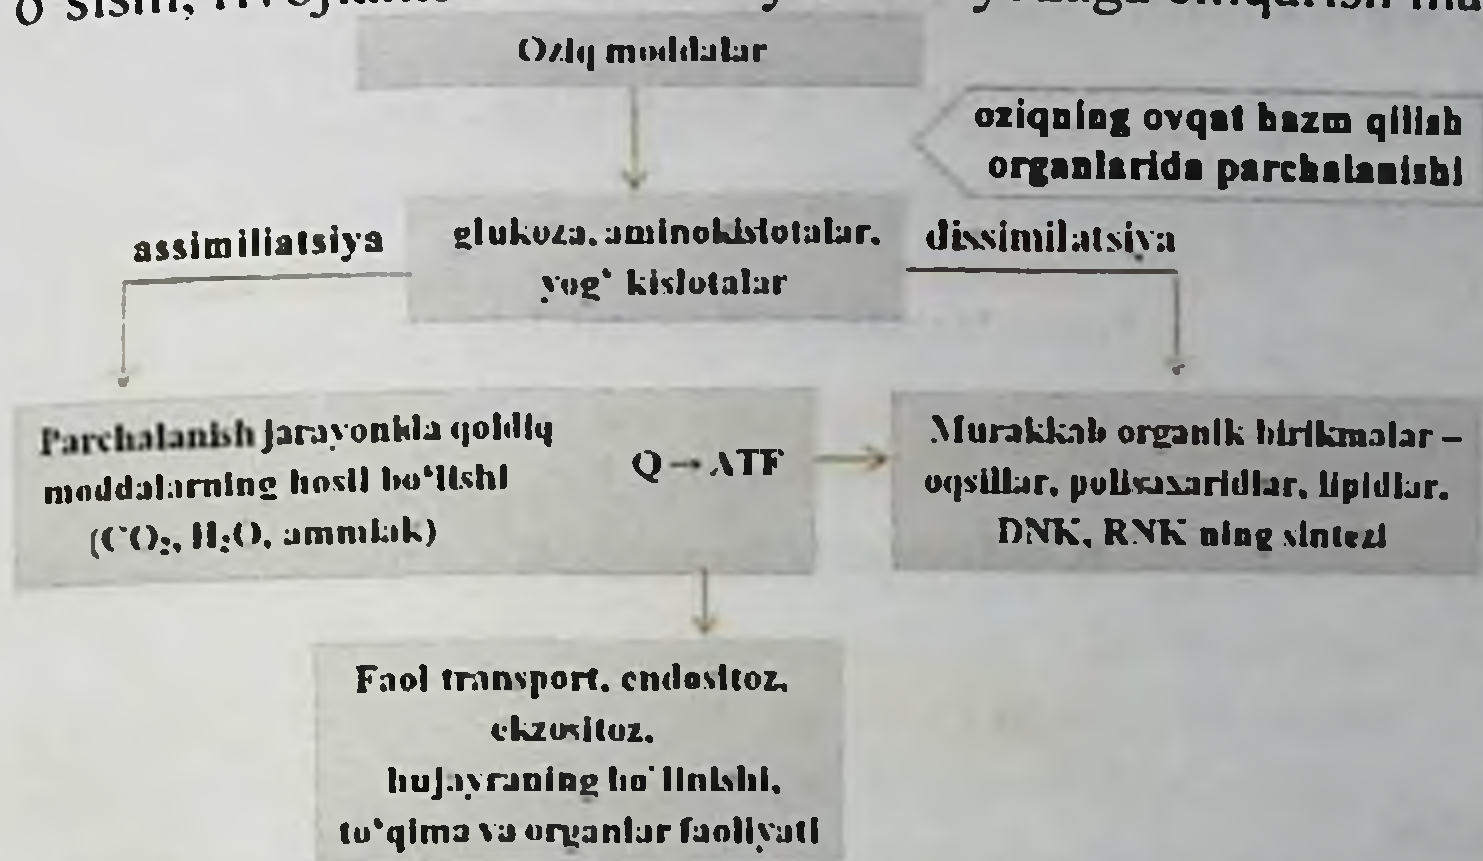 o‘sishi,
Oziq moddalar
oziqning ovqat hazm qilish
organlarida parchalanishi
assimiliatsiya
glukoza, aminokislotalar,
yog‘ kislotalar
dissimilatsiya
Parchalanish jarayonida qoldiq
moddalarning hosil bo‘lishi
(CO₂, H₂O, ammiak)
Q → ATF
Murakkab organik birikmalar –
oqsillar, polisaxaridlar, lipidlar,
DNK, RNK ning sintezi
Faol transport, endositoz,
ekzositoz,
hujayraning bo‘linishi,
to‘qima va organlar faoliyati